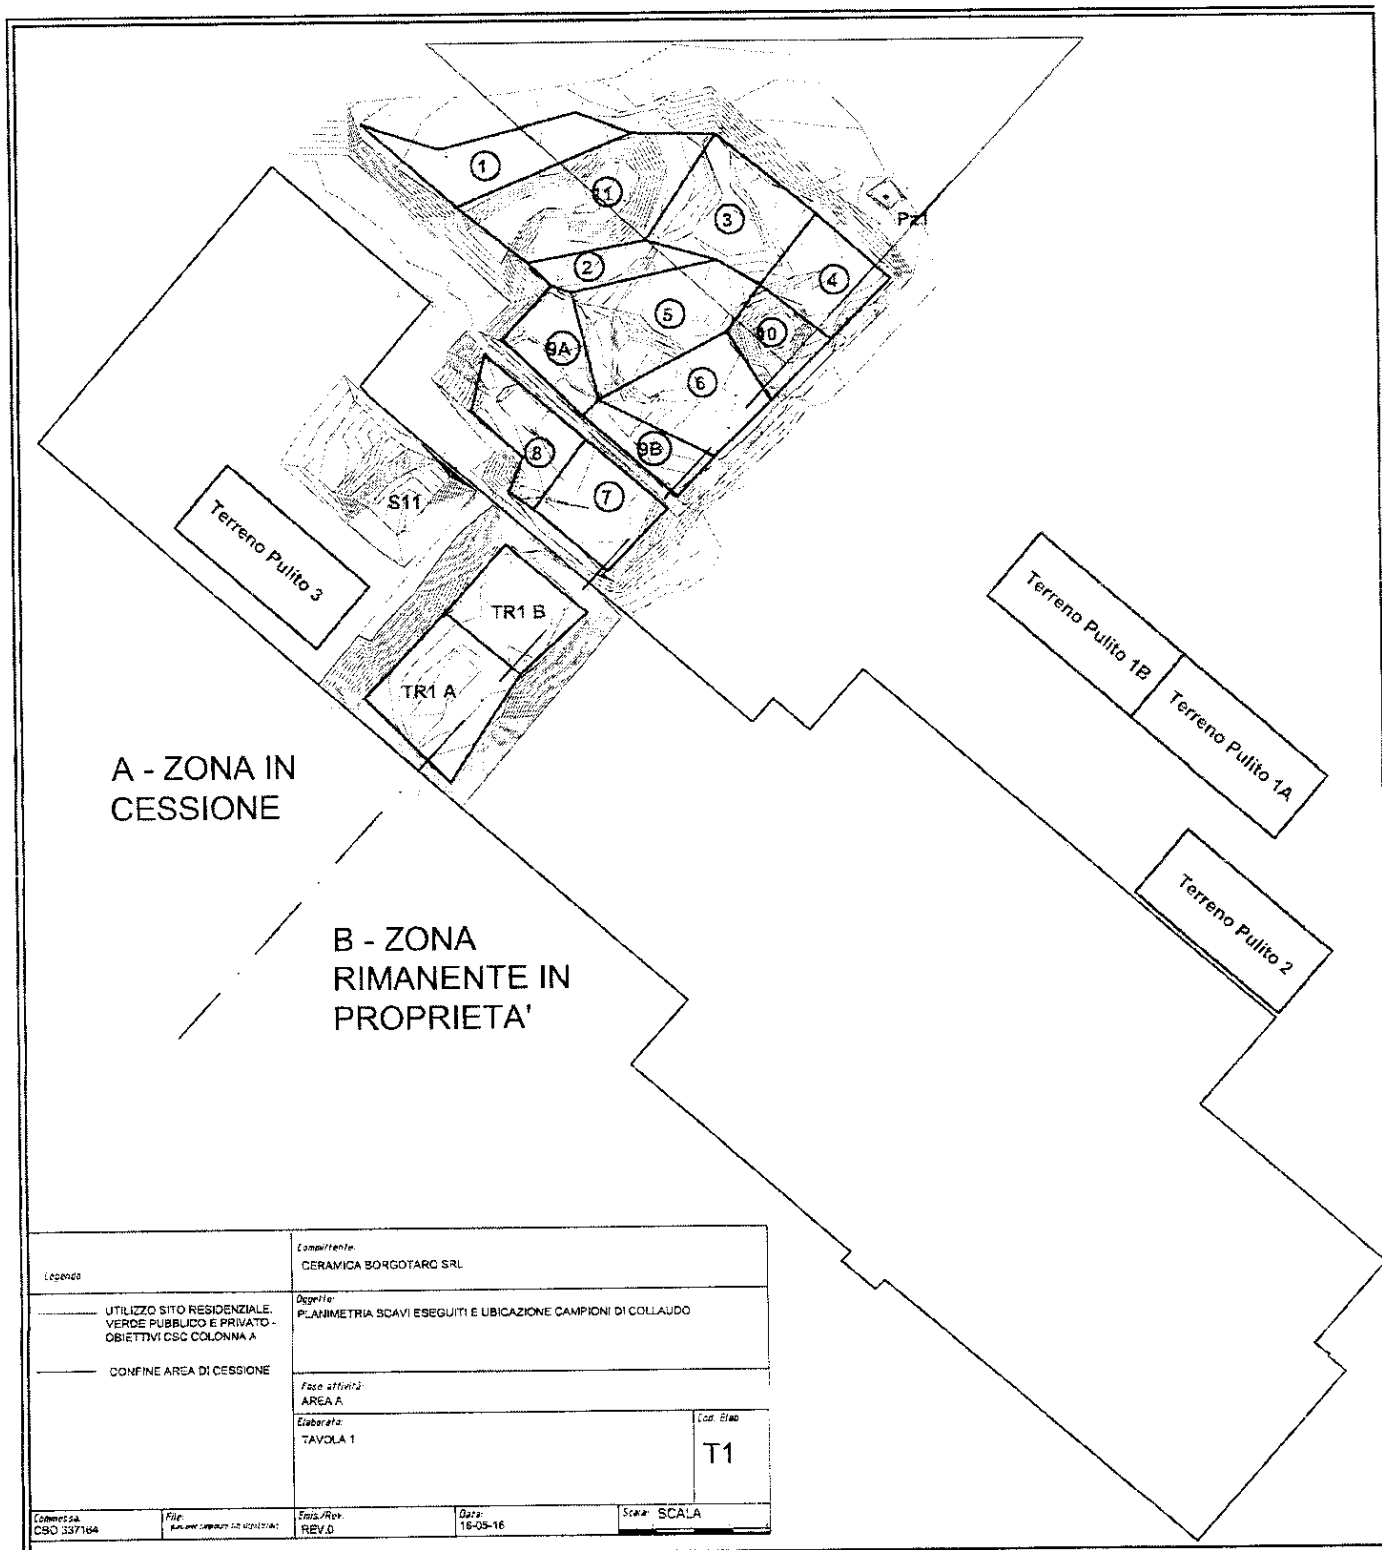 1
11
3
Pz1
2
4
5
10
9A
6
8
9B
7
S11
Terreno Pulito 3
TR1 B
TR1 A
Terreno Pulito 1B
Terreno Pulito 1A
Terreno Pulito 2
A - ZONA IN
CESSIONE
B - ZONA
RIMANENTE IN
PROPRIETA'
Legenda
UTILIZZO SITO RESIDENZIALE,
VERDE PUBBLICO E PRIVATO -
OBIETTIVI CSC COLONNA A
CONFINE AREA DI CESSIONE
Committente:
CERAMICA BORGOTARO SRL
Oggetto:
PLANIMETRIA SCAVI ESEGUITI E UBICAZIONE CAMPIONI DI COLLAUDO
Fase attività:
AREA A
Elaborato:
TAVOLA 1
Cod. Elab
T1
Commessa:
CBO 337164
File:
Emis./Rev.
REV.0
Data:
16-05-16
Scala: SCALA